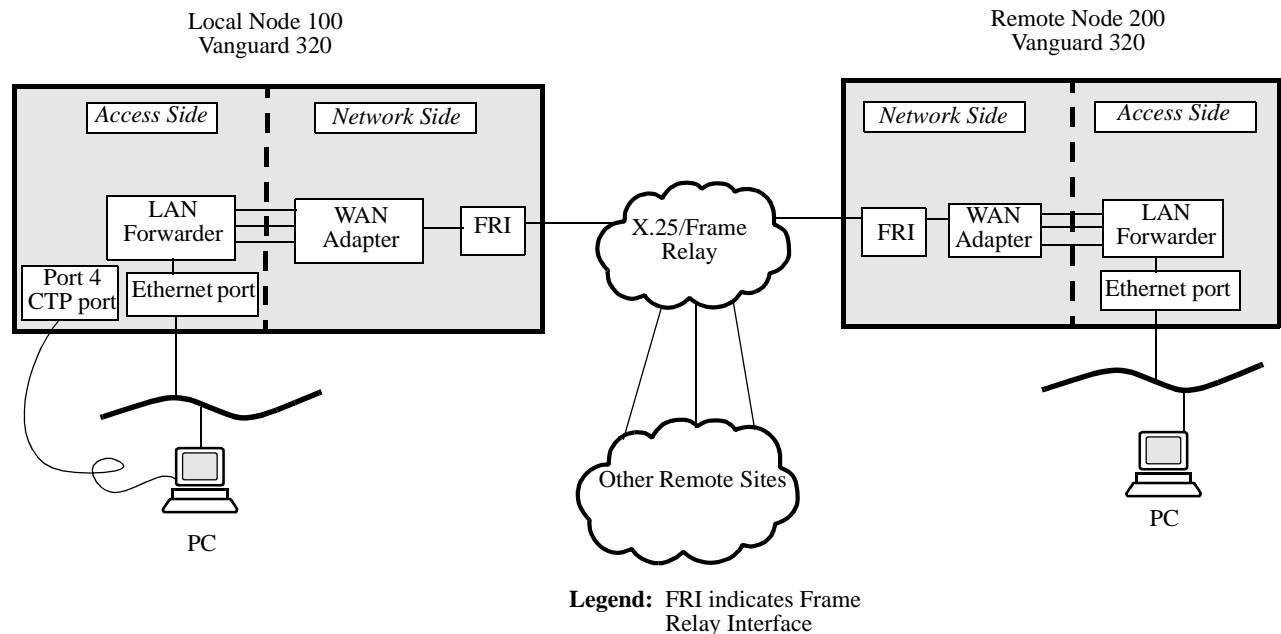 Local Node 100
Vanguard 320
Remote Node 200
Vanguard 320
Access Side
Network Side
Network Side
Access Side
LAN
Forwarder
WAN
Adapter
FRI
X.25/Frame
Relay
FRI
WAN
Adapter
LAN
Forwarder
Port 4
CTP port
Ethernet port
Ethernet port
Other Remote Sites
PC
PC
Legend: FRI indicates Frame
Relay Interface